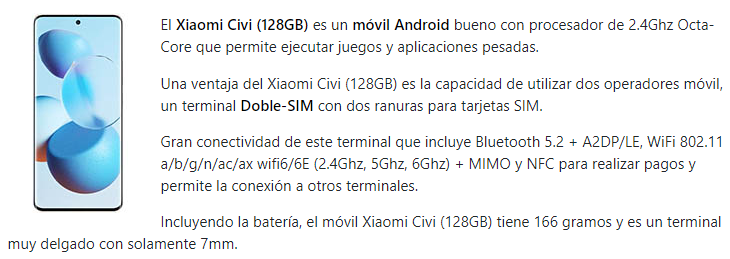 El Xiaomi Civi (128GB) es un móvil Android bueno con procesador de 2.4Ghz Octa-
Core que permite ejecutar juegos y aplicaciones pesadas.
Una ventaja del Xiaomi Civi (128GB) es la capacidad de utilizar dos operadores móvil,
un terminal Doble-SIM con dos ranuras para tarjetas SIM.
Gran conectividad de este terminal que incluye Bluetooth 5.2 + A2DP/LE, WiFi 802.11
a/b/g/n/ac/ax wifi6/6E (2.4Ghz, 5Ghz, 6Ghz) + MIMO y NFC para realizar pagos y
permite la conexión a otros terminales.
Incluyendo la batería, el móvil Xiaomi Civi (128GB) tiene 166 gramos y es un terminal
muy delgado con solamente 7mm.